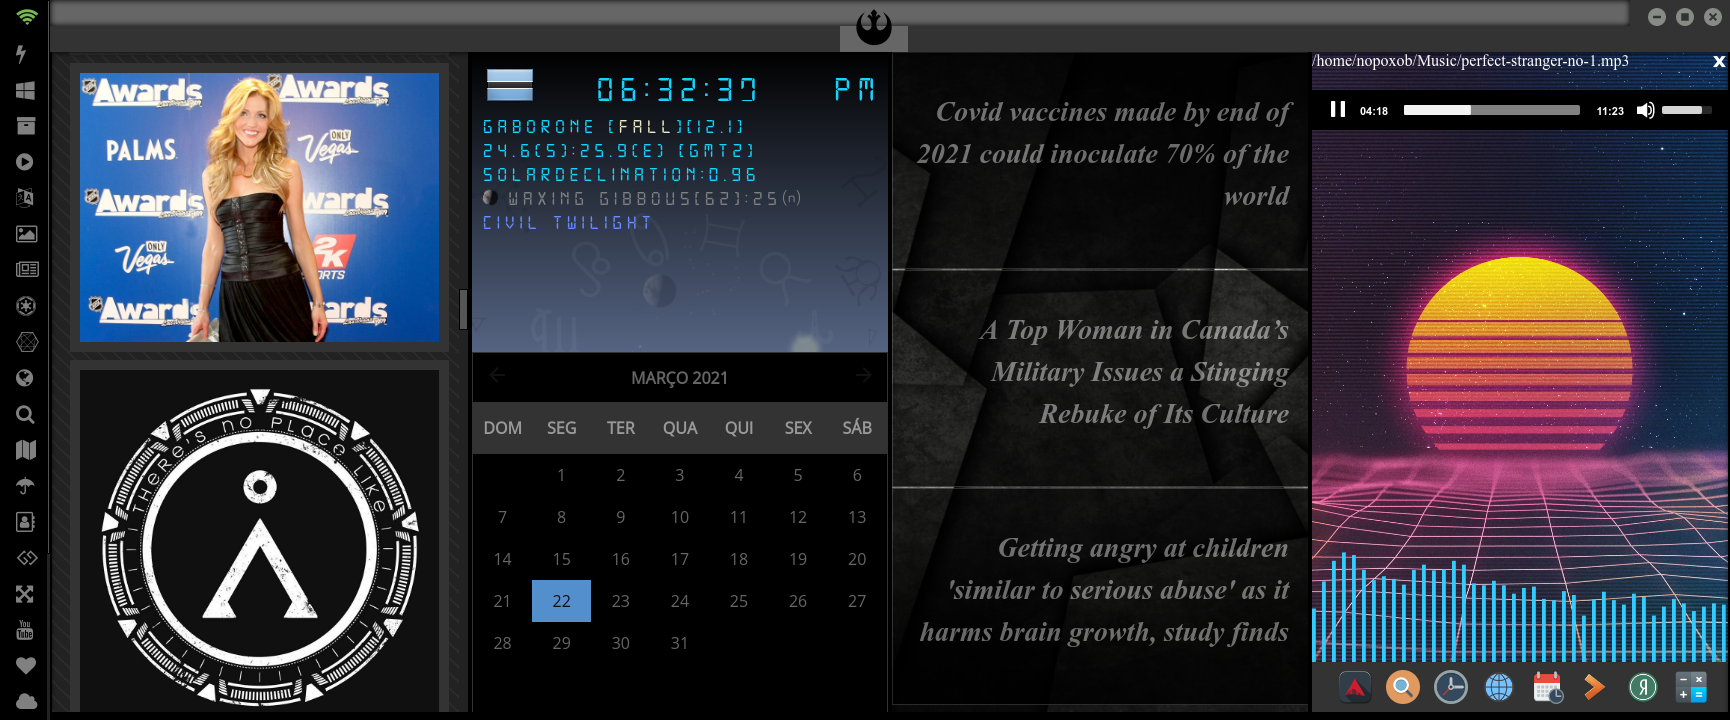 Awards
Awards
PALMS
ONLY
Vegas
Awards
Awards
ONLY
Vegas
2K
SPORTS
Awards
Awards
THERE'S NO PLACE LIKE
06:32:37 PM
GABORONE [FALL][12.1]
24.6(S):25.9(E) [GMT2]
SOLARDECLINATION:0.96
WAXING GIBBOUS[62]:25(n)
CIVIL TWILIGHT
MARÇO 2021
DOM SEG TER QUA QUI SEX SÁB
1 2 3 4 5 6
7 8 9 10 11 12 13
14 15 16 17 18 19 20
21 22 23 24 25 26 27
28 29 30 31
Covid vaccines made by end of
2021 could inoculate 70% of the
world
A Top Woman in Canada's
Military Issues a Stinging
Rebuke of Its Culture
Getting angry at children
'similar to serious abuse' as it
harms brain growth, study finds
/home/nopoxob/Music/perfect-stranger-no-1.mp3 x
04:18 11:23
You
Tube
Я